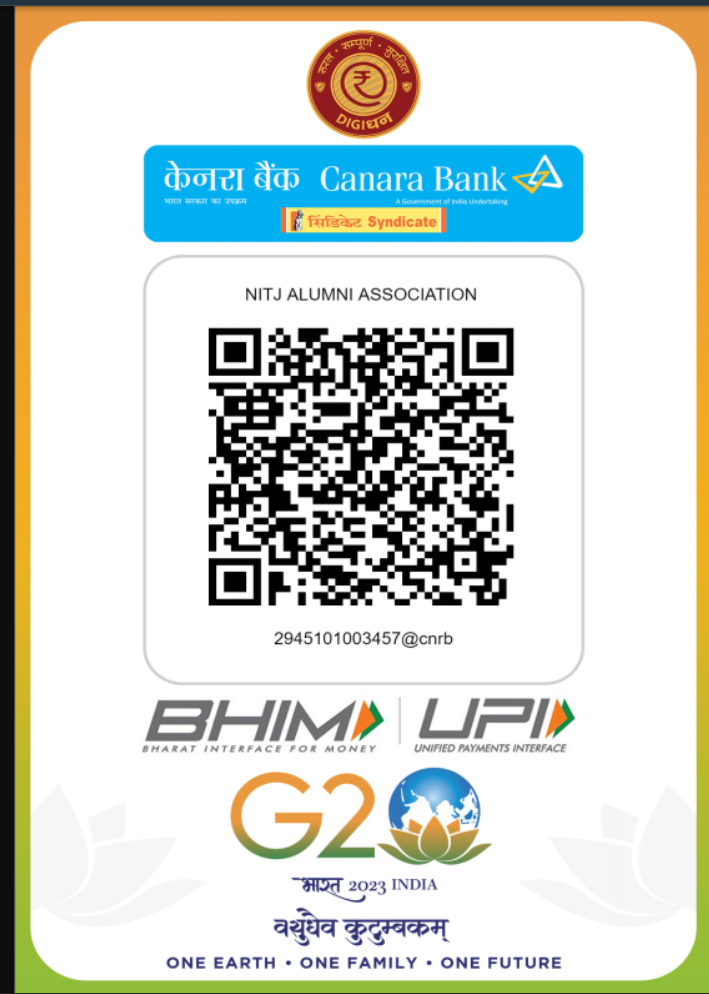 सरल • सम्पूर्ण • सुरक्षित
₹
DIGIधन
केनरा बैंक Canara Bank
भारत सरकार का उपक्रम A Government of India Undertaking
सिंडिकेट Syndicate
NITJ ALUMNI ASSOCIATION
2945101003457@cnrb
BHIM UPI
BHARAT INTERFACE FOR MONEY UNIFIED PAYMENTS INTERFACE
G20
भारत 2023 INDIA
वसुधैव कुटुम्बकम्
ONE EARTH • ONE FAMILY • ONE FUTURE